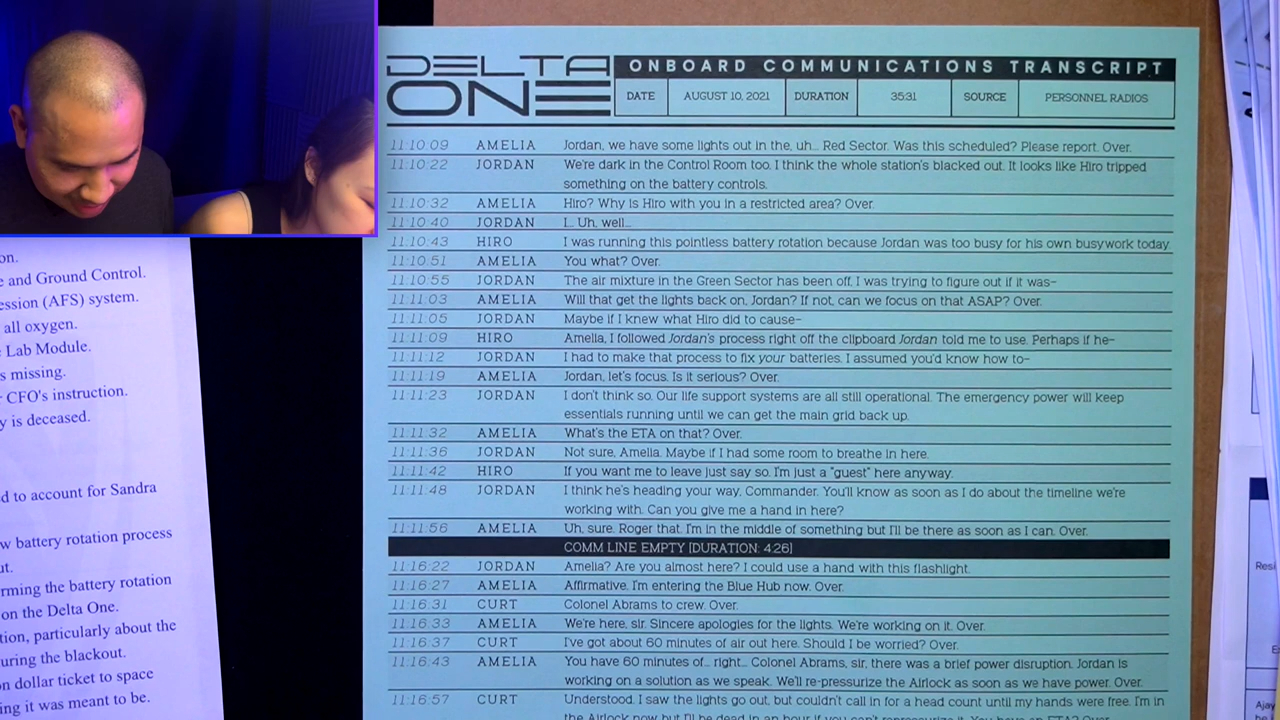 on.
e and Ground Control.
ession (AFS) system.
all oxygen.
Lab Module.
s missing.
CFO's instruction.
y is deceased.
ed to account for Sandra
w battery rotation process
ut.
rming the battery rotation
on the Delta One.
tion, particularly about the
uring the blackout.
n dollar ticket to space
ing it was meant to be.
DELTA
ONE
ONBOARD COMMUNICATIONS TRANSCRIPT
DATE AUGUST 10, 2021 DURATION 35:31 SOURCE PERSONNEL RADIOS
11:10:09 AMELIA Jordan, we have some lights out in the, uh... Red Sector. Was this scheduled? Please report. Over.
11:10:22 JORDAN We're dark in the Control Room too. I think the whole station's blacked out. It looks like Hiro tripped
something on the battery controls.
11:10:32 AMELIA Hiro? Why is Hiro with you in a restricted area? Over.
11:10:40 JORDAN I... Uh, well...
11:10:43 HIRO I was running this pointless battery rotation because Jordan was too busy for his own busywork today.
11:10:51 AMELIA You what? Over.
11:10:55 JORDAN The air mixture in the Green Sector has been off, I was trying to figure out if it was-
11:11:03 AMELIA Will that get the lights back on, Jordan? If not, can we focus on that ASAP? Over.
11:11:05 JORDAN Maybe if I knew what Hiro did to cause-
11:11:09 HIRO Amelia, I followed Jordan's process right off the clipboard Jordan told me to use. Perhaps if he-
11:11:12 JORDAN I had to make that process to fix your batteries. I assumed you'd know how to-
11:11:19 AMELIA Jordan, let's focus. Is it serious? Over.
11:11:23 JORDAN I don't think so. Our life support systems are all still operational. The emergency power will keep
essentials running until we can get the main grid back up.
11:11:32 AMELIA What's the ETA on that? Over.
11:11:36 JORDAN Not sure, Amelia. Maybe if I had some room to breathe in here.
11:11:42 HIRO If you want me to leave just say so. I'm just a "guest" here anyway.
11:11:48 JORDAN I think he's heading your way, Commander. You'll know as soon as I do about the timeline we're
working with. Can you give me a hand in here?
11:11:56 AMELIA Uh, sure. Roger that. I'm in the middle of something but I'll be there as soon as I can. Over.
COMM LINE EMPTY [DURATION: 4:26]
11:16:22 JORDAN Amelia? Are you almost here? I could use a hand with this flashlight.
11:16:27 AMELIA Affirmative. I'm entering the Blue Hub now. Over.
11:16:31 CURT Colonel Abrams to crew. Over.
11:16:33 AMELIA We're here, sir. Sincere apologies for the lights. We're working on it. Over.
11:16:37 CURT I've got about 60 minutes of air out here. Should I be worried? Over.
11:16:43 AMELIA You have 60 minutes of... right... Colonel Abrams, sir, there was a brief power disruption. Jordan is
working on a solution as we speak. We'll re-pressurize the Airlock as soon as we have power. Over.
11:16:57 CURT Understood. I saw the lights go out, but couldn't call in for a head count until my hands were free. I'm in
the Airlock now but I'll be dead in an hour if you can't repressurize it. You have an ETA? Over.
Resi
Ajay